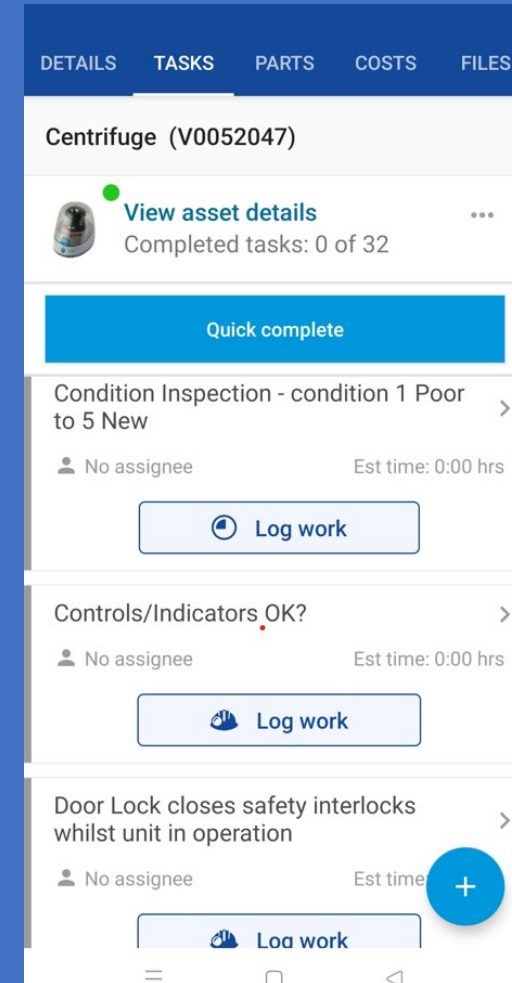 DETAILS TASKS PARTS COSTS FILES
Centrifuge (V0052047)
View asset details
Completed tasks: 0 of 32
Quick complete
Condition Inspection - condition 1 Poor
to 5 New
No assignee Est time: 0:00 hrs
Log work
Controls/Indicators OK?
No assignee Est time: 0:00 hrs
Log work
Door Lock closes safety interlocks
whilst unit in operation
No assignee Est time
Log work